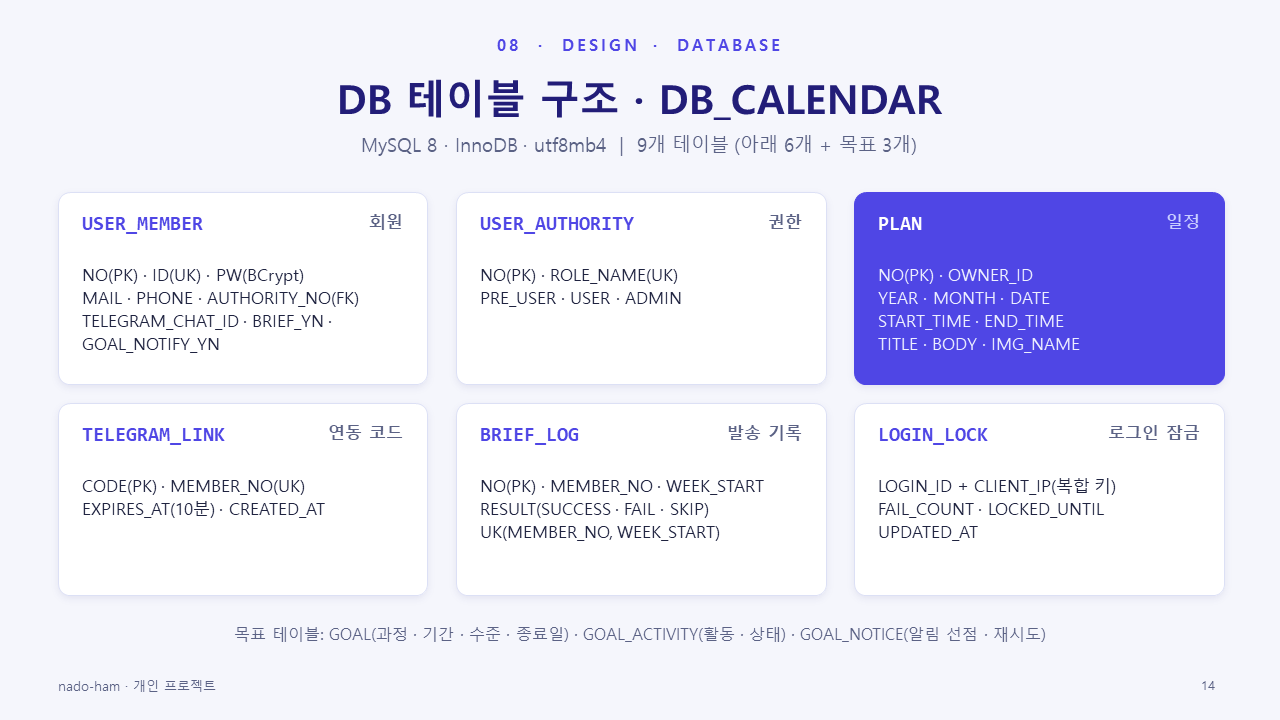 08 · DESIGN · DATABASE
DB 테이블 구조 · DB_CALENDAR
MySQL 8 · InnoDB · utf8mb4 | 9개 테이블 (아래 6개 + 목표 3개)
USER_MEMBER 회원
NO(PK) · ID(UK) · PW(BCrypt)
MAIL · PHONE · AUTHORITY_NO(FK)
TELEGRAM_CHAT_ID · BRIEF_YN ·
GOAL_NOTIFY_YN
USER_AUTHORITY 권한
NO(PK) · ROLE_NAME(UK)
PRE_USER · USER · ADMIN
PLAN 일정
NO(PK) · OWNER_ID
YEAR · MONTH · DATE
START_TIME · END_TIME
TITLE · BODY · IMG_NAME
TELEGRAM_LINK 연동 코드
CODE(PK) · MEMBER_NO(UK)
EXPIRES_AT(10분) · CREATED_AT
BRIEF_LOG 발송 기록
NO(PK) · MEMBER_NO · WEEK_START
RESULT(SUCCESS · FAIL · SKIP)
UK(MEMBER_NO, WEEK_START)
LOGIN_LOCK 로그인 잠금
LOGIN_ID + CLIENT_IP(복합 키)
FAIL_COUNT · LOCKED_UNTIL
UPDATED_AT
목표 테이블: GOAL(과정 · 기간 · 수준 · 종료일) · GOAL_ACTIVITY(활동 · 상태) · GOAL_NOTICE(알림 선점 · 재시도)
nado-ham · 개인 프로젝트
14